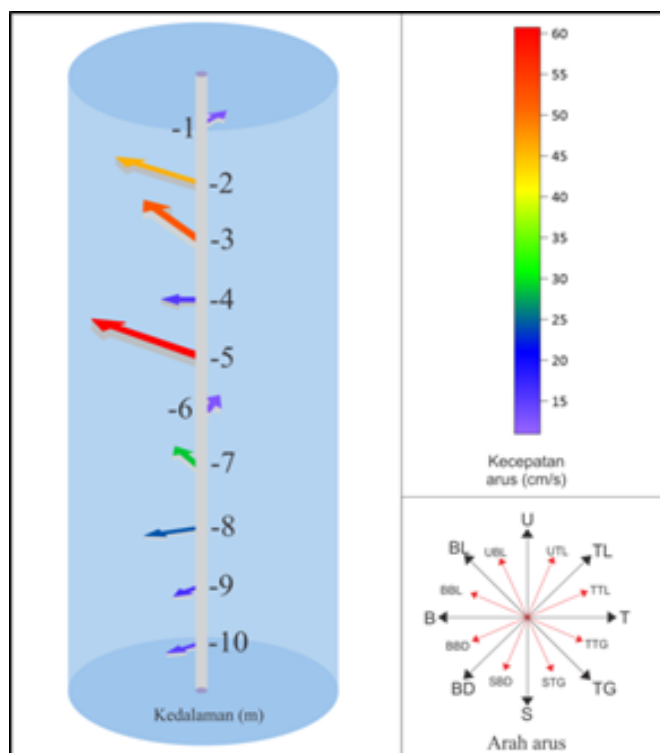 -1
-2
-3
-4
-5
-6
-7
-8
-9
-10
Kedalaman (m)
60
55
50
45
40
35
30
25
20
15
Kecepatan
arus (cm/s)
U
BL
UBL
UTL
TL
BBL
TTL
B
T
BBD
TTG
BD
SBD
STG
TG
S
Arah arus